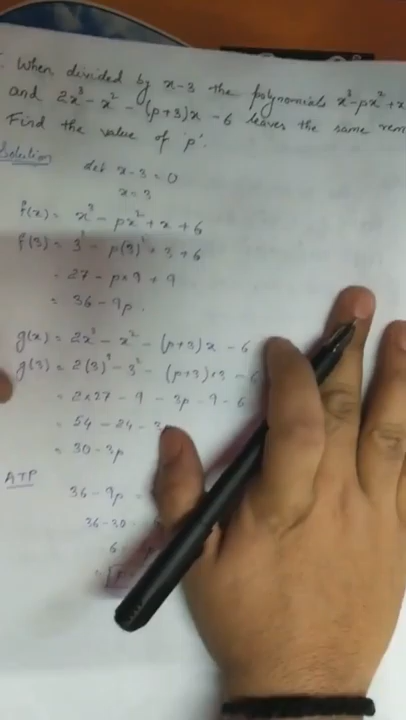 When divided by x-3 the polynomials x³-px²+x
and 2x³ - x² - (p+3)x - 6 leaves the same rem
Find the value of 'p'.
Solution
let x-3 = 0
x = 3
f(x) = x³ - px² + x + 6
f(3) = 3³ - p(3)² + 3 + 6
= 27 - p×9 + 9
= 36 - 9p.
g(x) = 2x³ - x² - (p+3)x - 6
g(3) = 2(3)³ - 3² - (p+3)×3 - 6
= 2×27 - 9 - 3p - 9 - 6
= 54 - 24 - 3p
= 30 - 3p
ATP
36 - 9p =
36-30 =
6